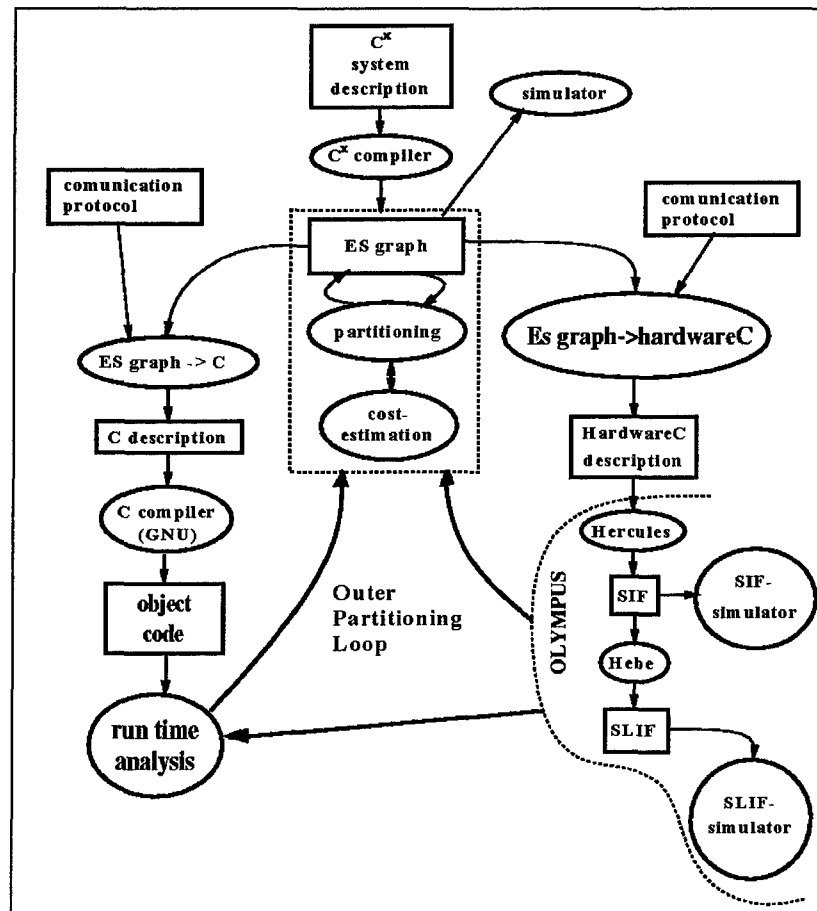 C^x
system
description
simulator
C^x compiler
comunication
protocol
comunication
protocol
ES graph
partitioning
cost-
estimation
ES graph -> C
Es graph->hardwareC
C description
HardwareC
description
C compiler
(GNU)
Hercules
object
code
Outer
Partitioning
Loop
OLYMPUS
SIF
SIF-
simulator
Hebe
run time
analysis
SLIF
SLIF-
simulator